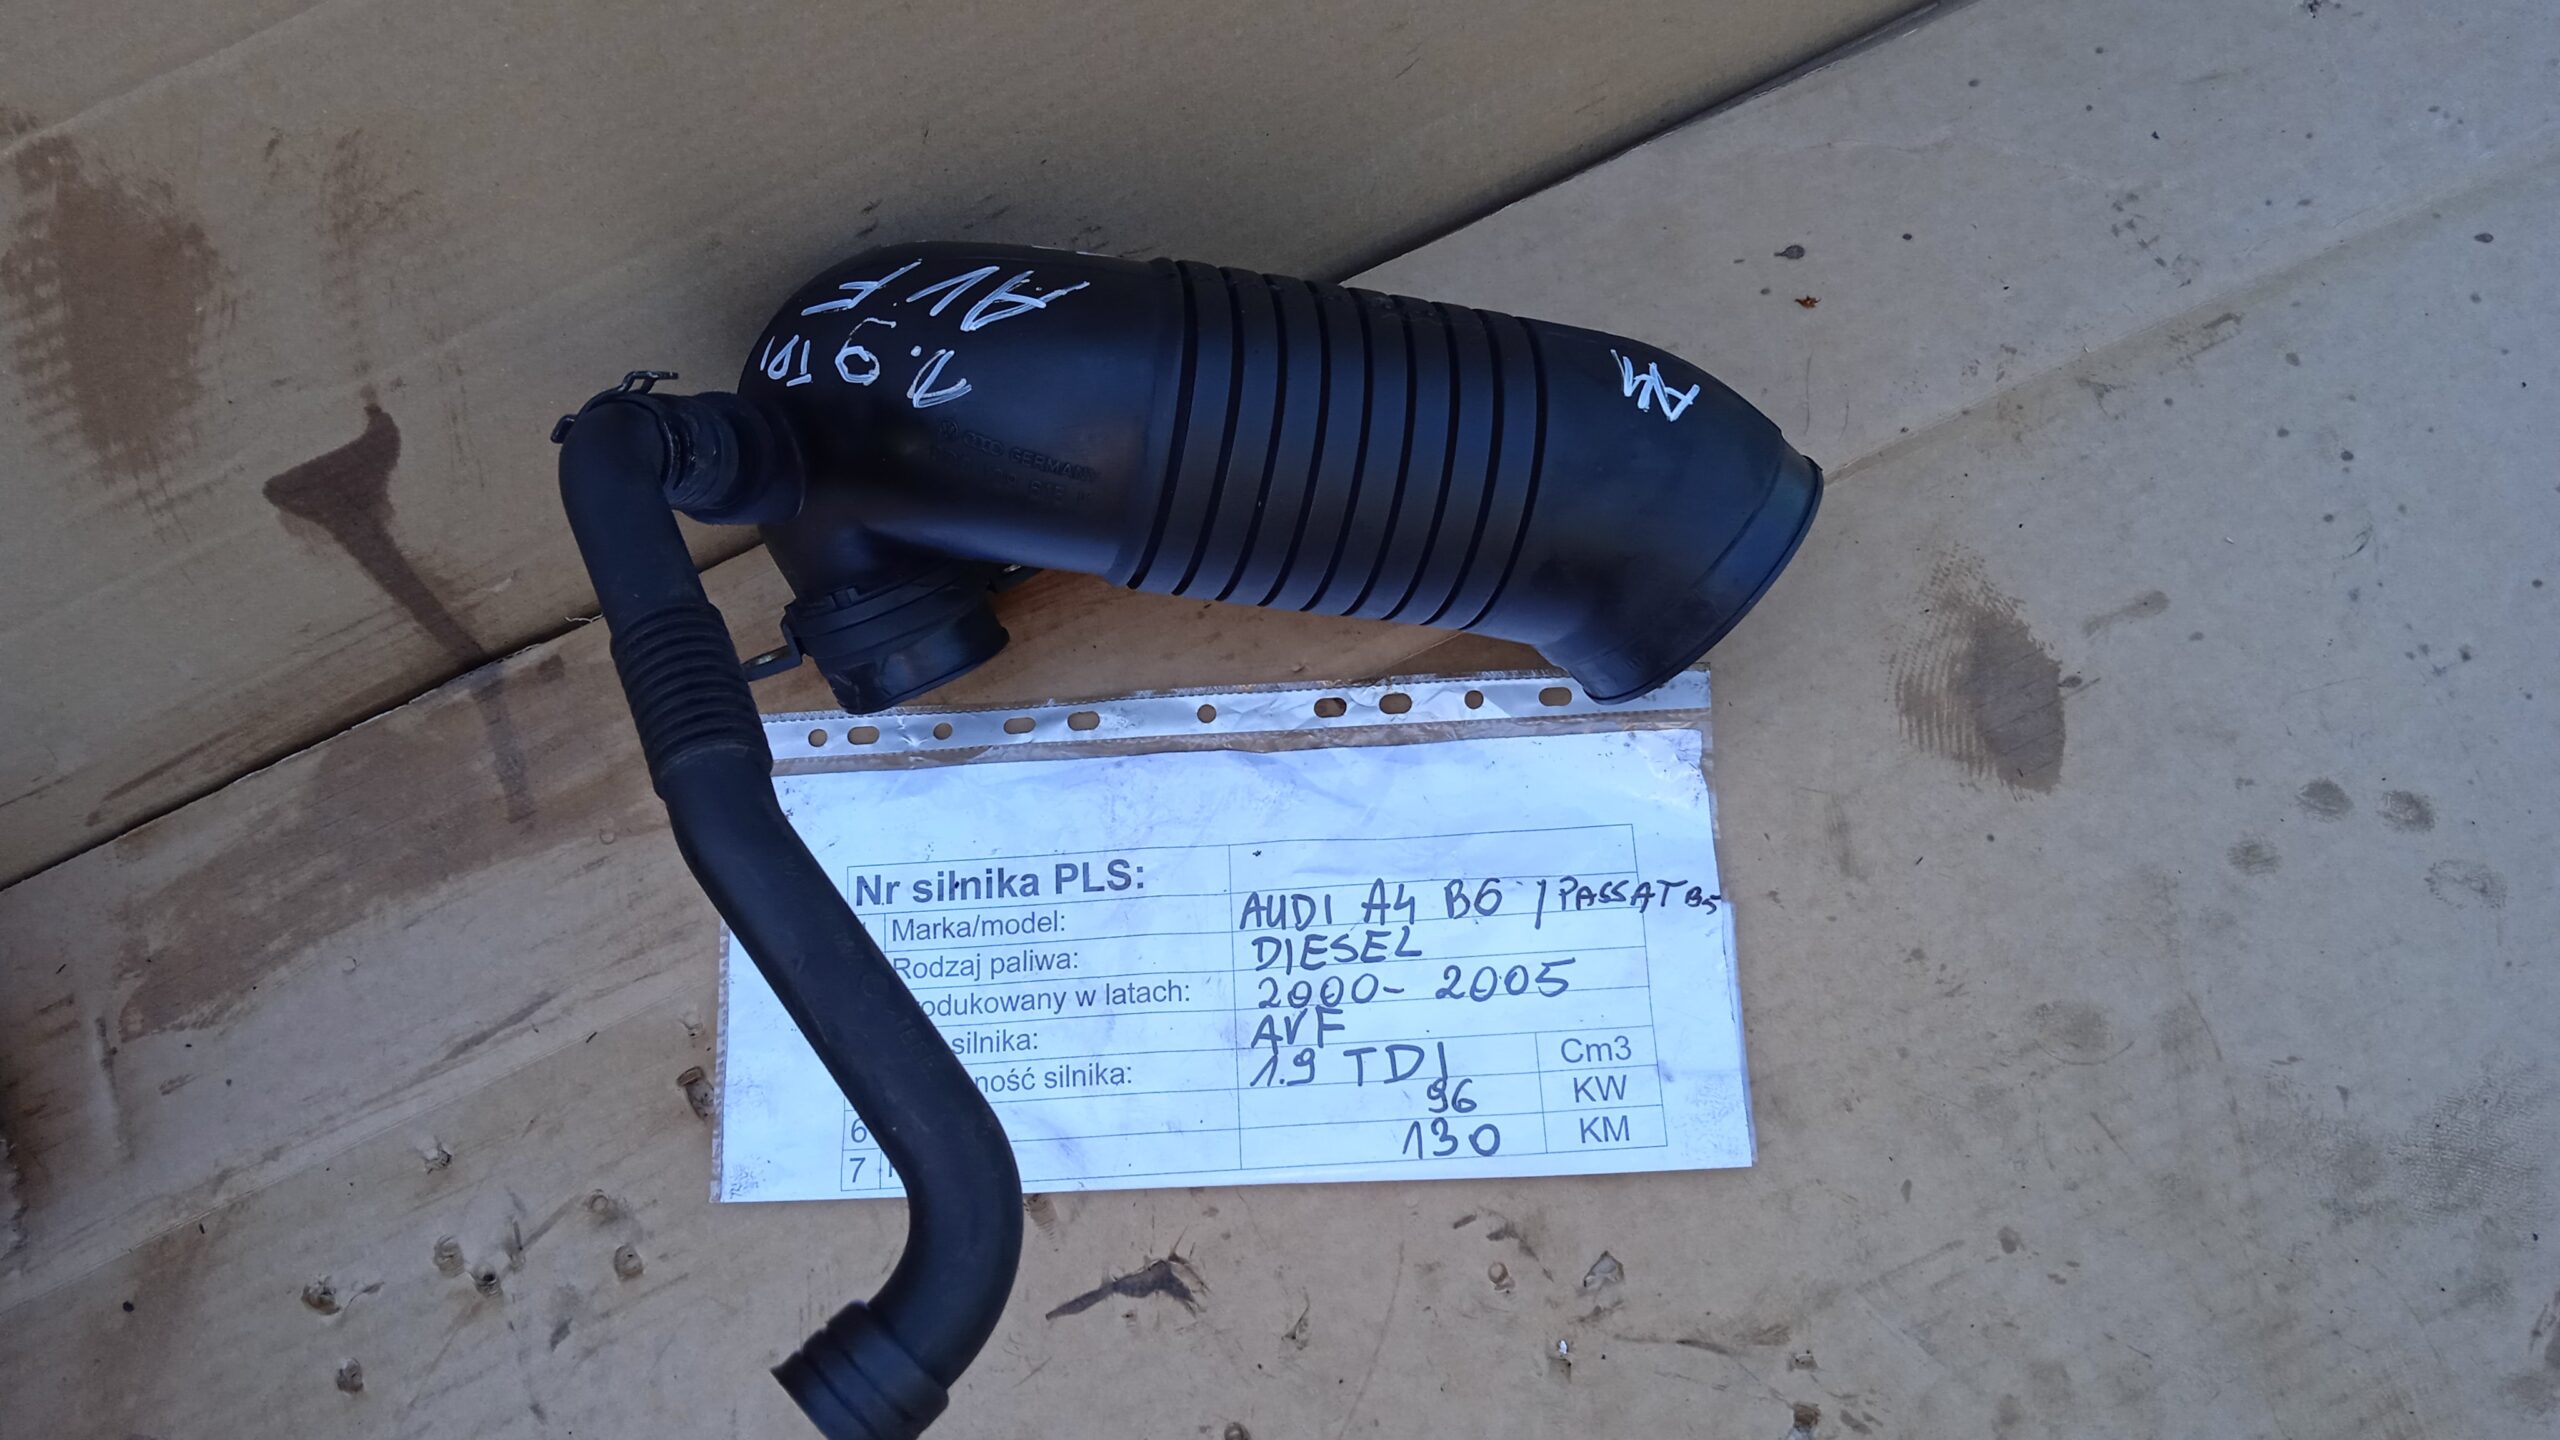 AVF
1.9 TDI
GERMANY
Nr silnika PLS:
Marka/model: AUDI A4 B6 / PASSAT B5
Rodzaj paliwa: DIESEL
odukowany w latach: 2000-2005
silnika: AVF
ność silnika: 1.9 TDI Cm3
96 KW
6
7 130 KM